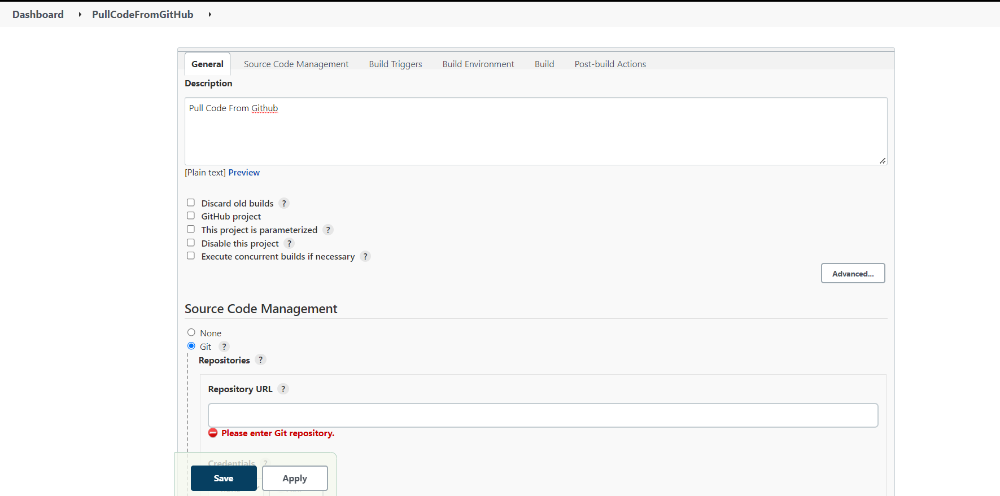 Dashboard PullCodeFromGitHub
General Source Code Management Build Triggers Build Environment Build Post-build Actions
Description
Pull Code From Github
[Plain text] Preview
Discard old builds ?
GitHub project
This project is parameterized ?
Disable this project ?
Execute concurrent builds if necessary ?
Advanced...
Source Code Management
None
Git ?
Repositories ?
Repository URL ?
Please enter Git repository.
Credentials ?
Save Apply